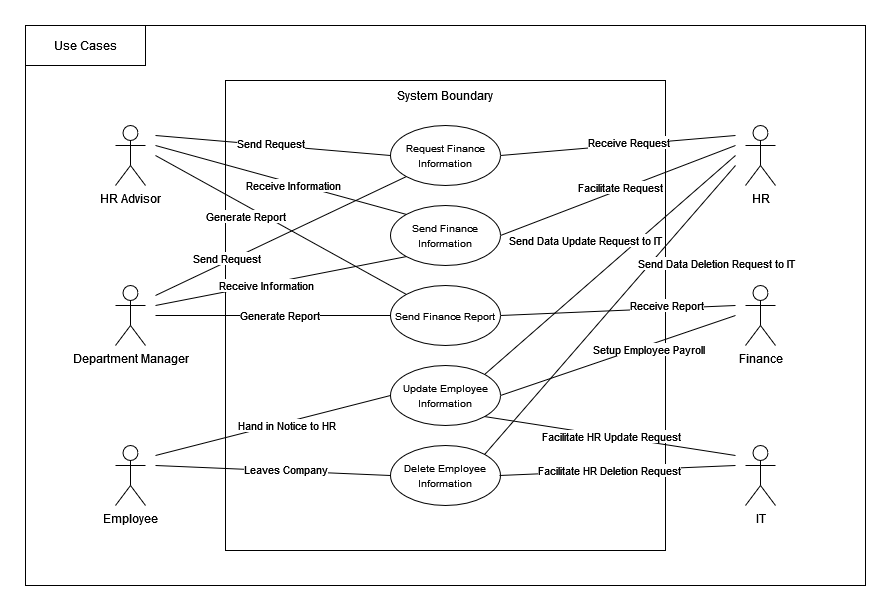 Use Cases
System Boundary
Send Request
Request Finance
Information
Receive Request
HR Advisor
Receive Information
Facilitate Request
HR
Generate Report
Send Finance
Information
Send Data Update Request to IT
Send Request
Send Data Deletion Request to IT
Receive Information
Generate Report
Send Finance Report
Receive Report
Department Manager
Setup Employee Payroll
Finance
Update Employee
Information
Hand in Notice to HR
Facilitate HR Update Request
Leaves Company
Delete Employee
Information
Facilitate HR Deletion Request
Employee
IT